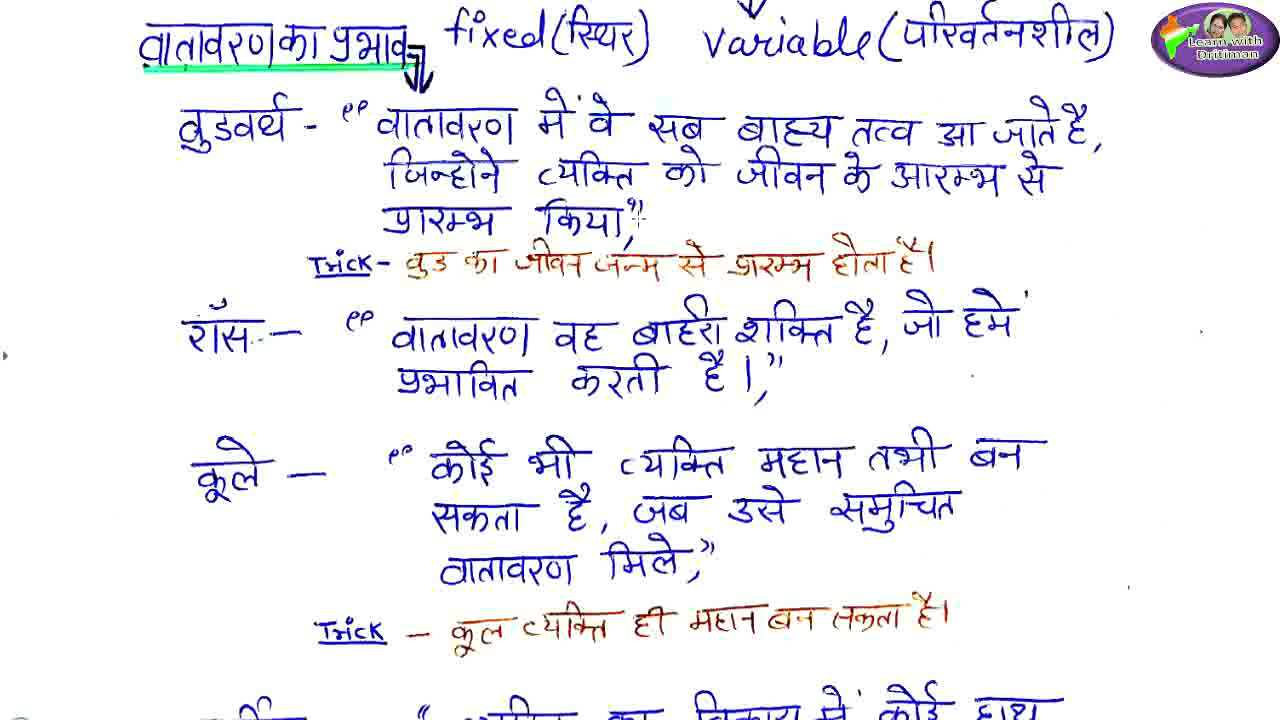 वातावरण का प्रभाव fixed (स्थिर) variable (परिवर्तनशील)
Learn with
Dritiman
वुडवर्थ - "वातावरण में वे सब बाह्य तत्व आ जाते है,
जिन्होने व्यक्ति को जीवन के आरम्भ से
प्रारम्भ किया,"
Trick - वुड का जीवन जन्म से प्रारम्भ होता है।
रॉस - "वातावरण वह बाहरी शक्ति है, जो हमें
प्रभावित करती है।,"
कूले - "कोई भी व्यक्ति महान तभी बन
सकता है, जब उसे समुचित
वातावरण मिले,"
Trick - कूल व्यक्ति ही महान बन सकता है।
का विकास में कोई हाथ